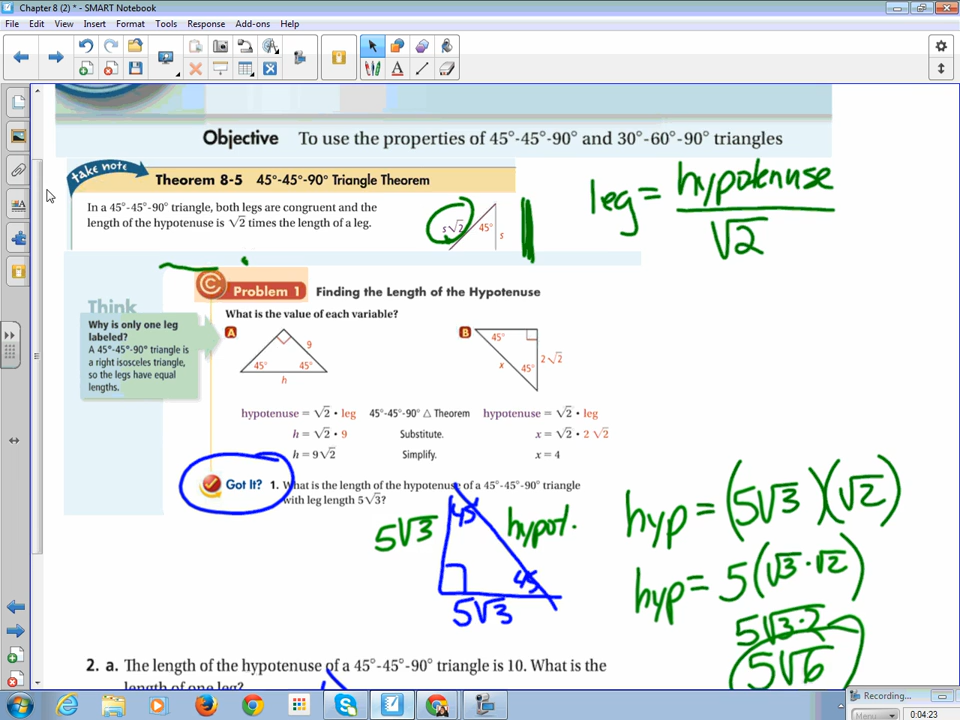 Chapter 8 (2) * - SMART Notebook
File Edit View Insert Format Tools Response Add-ons Help
Objective To use the properties of 45°-45°-90° and 30°-60°-90° triangles
take note
Theorem 8-5 45°-45°-90° Triangle Theorem
In a 45°-45°-90° triangle, both legs are congruent and the
length of the hypotenuse is √2 times the length of a leg.
s√2 45° s
leg = hypotenuse / √2
Problem 1 Finding the Length of the Hypotenuse
Think
Why is only one leg
labeled?
A 45°-45°-90° triangle is
a right isosceles triangle,
so the legs have equal
lengths.
What is the value of each variable?
A
9
45° 45°
h
B
45°
2√2
x 45°
hypotenuse = √2 • leg 45°-45°-90° △ Theorem hypotenuse = √2 • leg
h = √2 • 9 Substitute. x = √2 • 2√2
h = 9√2 Simplify. x = 4
Got It? 1. What is the length of the hypotenuse of a 45°-45°-90° triangle
with leg length 5√3?
45
5√3 hypot.
45
5√3
hyp = (5√3)(√2)
hyp = 5(√3·√2)
5√3·2
5√6
2. a. The length of the hypotenuse of a 45°-45°-90° triangle is 10. What is the
length of one leg?
Recording...
Menu 0:04:23